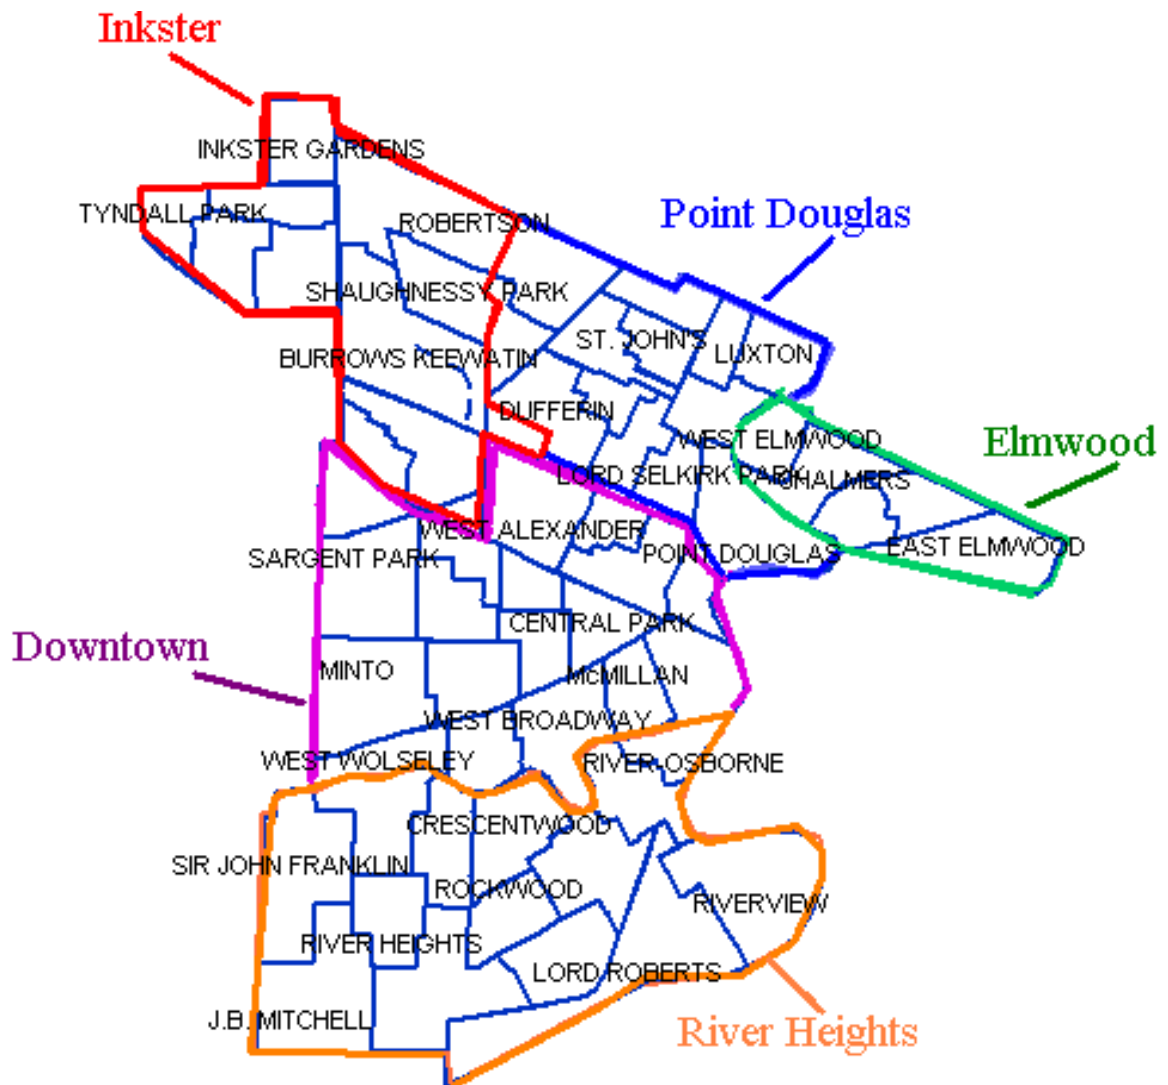 Inkster
INKSTER GARDENS
TYNDALL PARK
ROBERTSON
Point Douglas
SHAUGHNESSY PARK
ST. JOHN'S
LUXTON
BURROWS KEEWATIN
DUFFERIN
WEST ELMWOOD
Elmwood
LORD SELKIRK PARK
CHALMERS
WEST ALEXANDER
SARGENT PARK
POINT DOUGLAS
EAST ELMWOOD
CENTRAL PARK
Downtown
MINTO
McMILLAN
WEST BROADWAY
WEST WOLSELEY
RIVER-OSBORNE
CRESCENTWOOD
SIR JOHN FRANKLIN
ROCKWOOD
RIVERVIEW
RIVER HEIGHTS
LORD ROBERTS
J.B. MITCHELL
River Heights